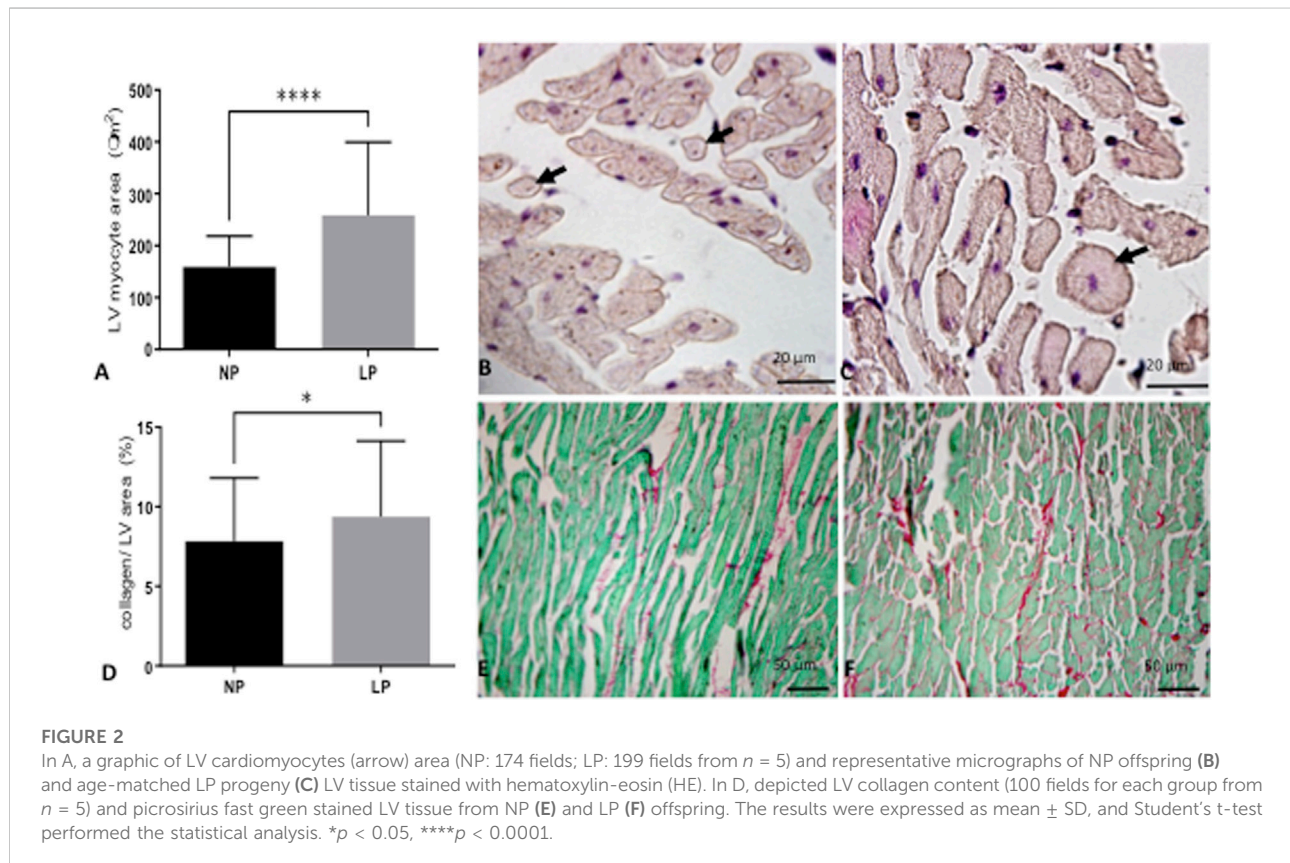 500
400
300
200
100
0
LV myocyte area (Ωm²)
****
NP LP
A
B
20 µm
C
20 µm
15
10
5
0
collagen/ LV area (%)
*
NP LP
D
E
50 µm
F
50 µm
FIGURE 2
In A, a graphic of LV cardiomyocytes (arrow) area (NP: 174 fields; LP: 199 fields from n = 5) and representative micrographs of NP offspring (B)
and age-matched LP progeny (C) LV tissue stained with hematoxylin-eosin (HE). In D, depicted LV collagen content (100 fields for each group from
n = 5) and picrosirius fast green stained LV tissue from NP (E) and LP (F) offspring. The results were expressed as mean ± SD, and Student’s t-test
performed the statistical analysis. *p < 0.05, ****p < 0.0001.